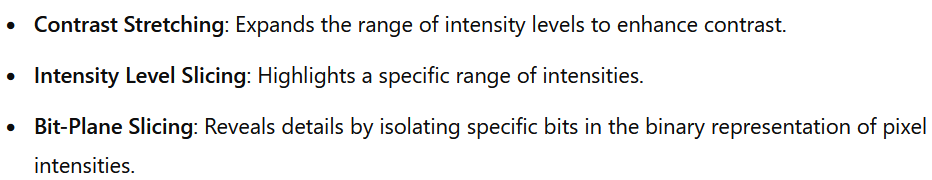 • Contrast Stretching: Expands the range of intensity levels to enhance contrast.
• Intensity Level Slicing: Highlights a specific range of intensities.
• Bit-Plane Slicing: Reveals details by isolating specific bits in the binary representation of pixel
intensities.